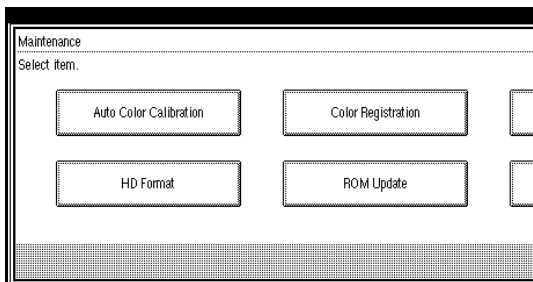 Maintenance
Select item.
Auto Color Calibration
Color Registration
HD Format
ROM Update